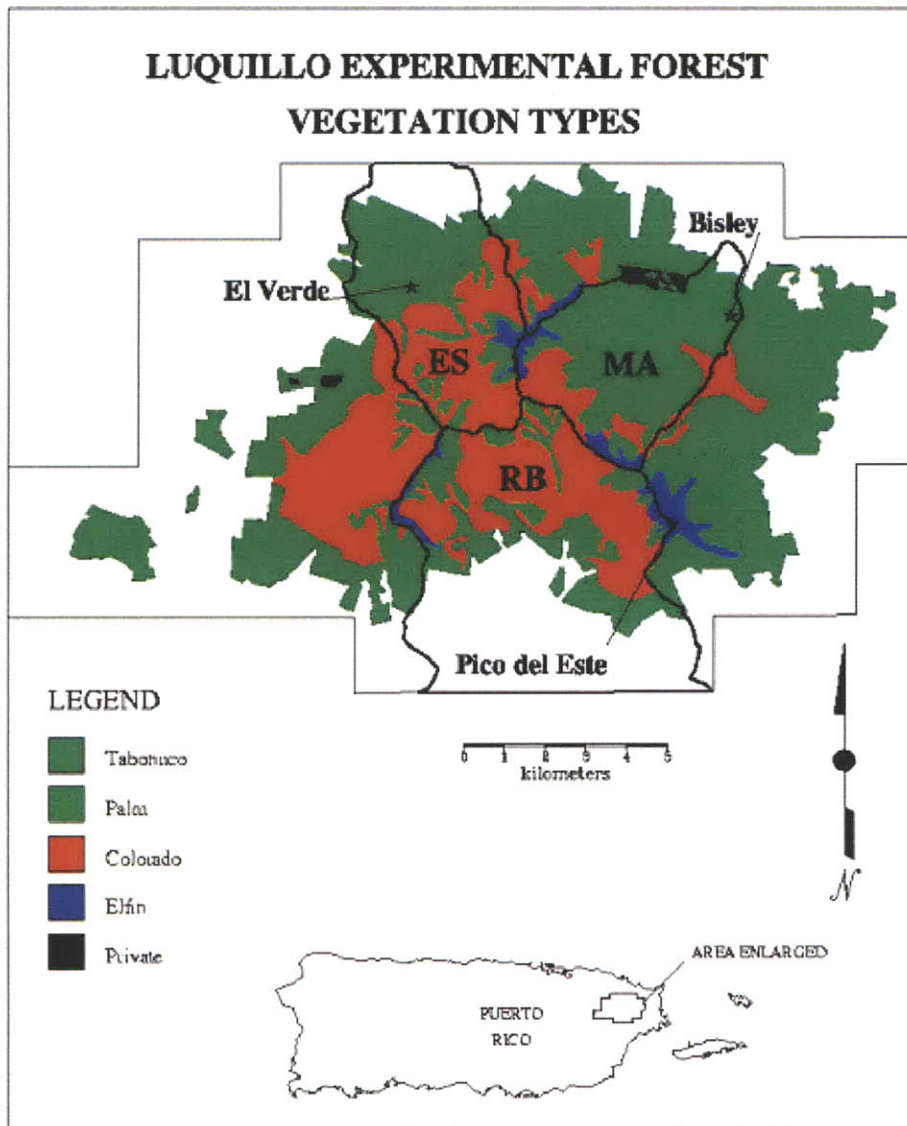 LUQUILLO EXPERIMENTAL FOREST
VEGETATION TYPES
Bisley
El Verde
ES
MA
RB
Pico del Este
LEGEND
Tabonuco
Palm
Colorado
Elfin
Private
0 1 2 3 4 5
kilometers
N
AREA ENLARGED
PUERTO
RICO